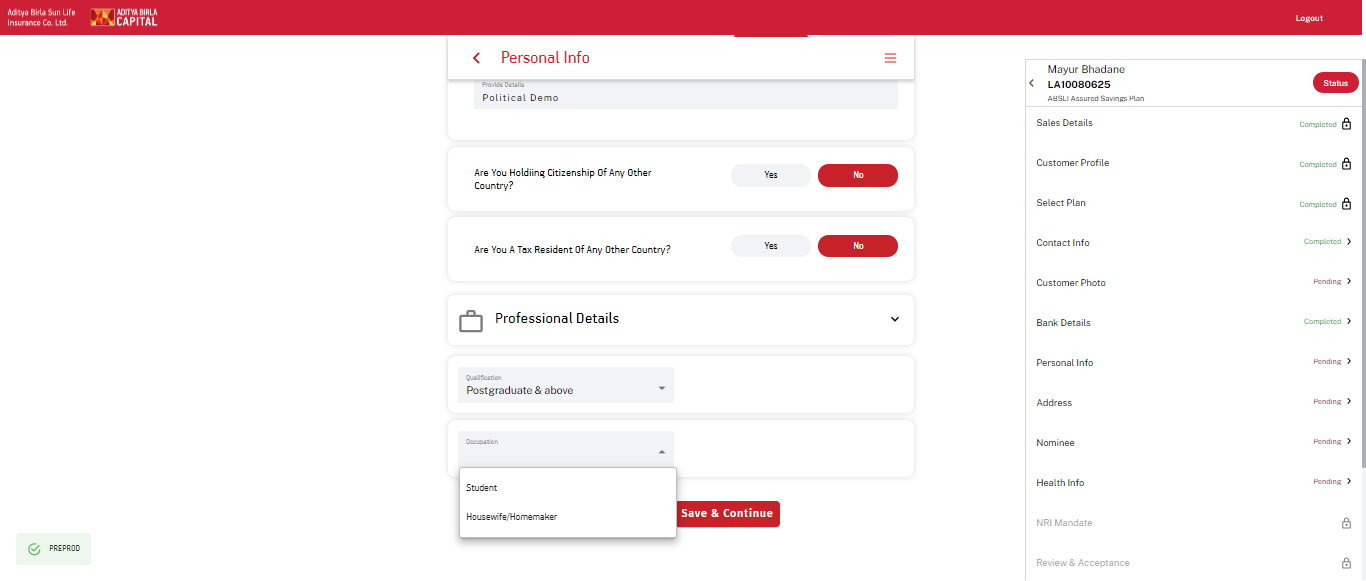 Aditya Birla Sun Life
Insurance Co. Ltd.
ADITYA BIRLA
CAPITAL
Logout
Personal Info
Provide Details
Political Demo
Are You Holdiing Citizenship Of Any Other
Country?
Yes
No
Are You A Tax Resident Of Any Other Country?
Yes
No
Professional Details
Qualification
Postgraduate & above
Occupation
Student
Housewife/Homemaker
Save & Continue
PREPROD
Mayur Bhadane
LA10080625
ABSLI Assured Savings Plan
Status
Sales Details
Completed
Customer Profile
Completed
Select Plan
Completed
Contact Info
Completed
Customer Photo
Pending
Bank Details
Completed
Personal Info
Pending
Address
Pending
Nominee
Pending
Health Info
Pending
NRI Mandate
Review & Acceptance